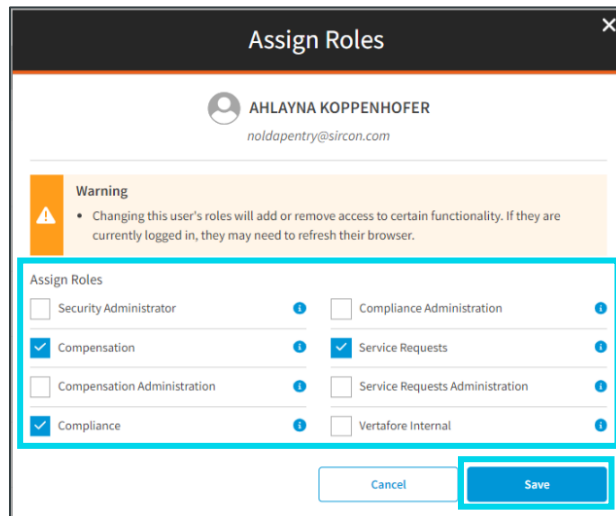 Assign Roles
AHLAYNA KOPPENHOFER
noldapentry@sircon.com
Warning
• Changing this user's roles will add or remove access to certain functionality. If they are
currently logged in, they may need to refresh their browser.
Assign Roles
Security Administrator
Compliance Administration
Compensation
Service Requests
Compensation Administration
Service Requests Administration
Compliance
Vertafore Internal
Cancel
Save